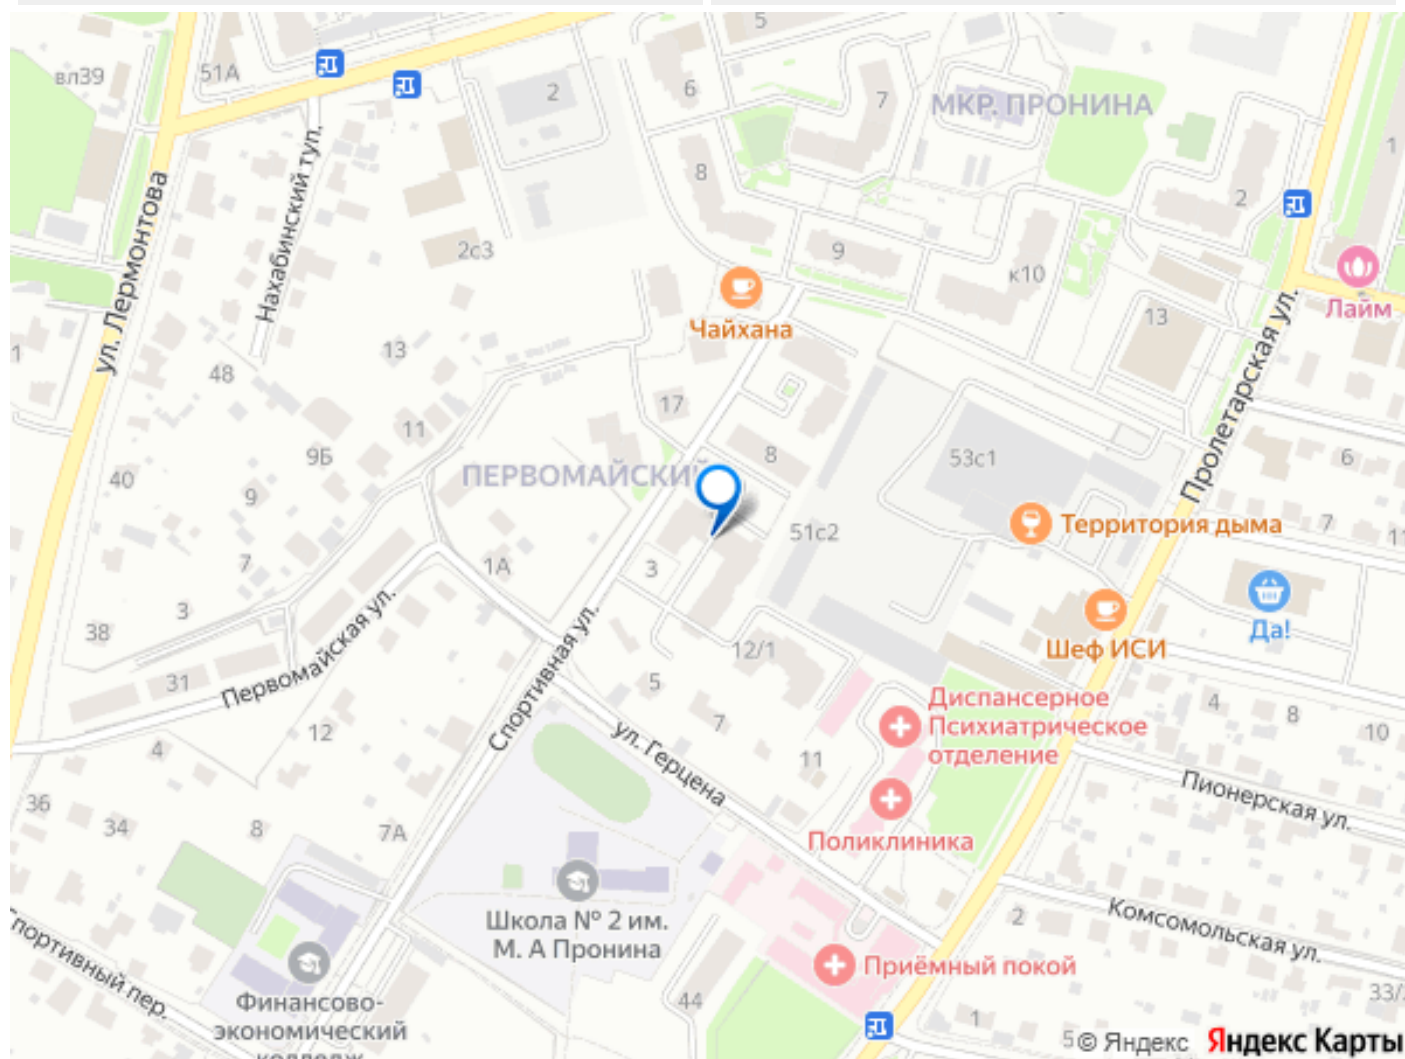 5
вл39
51А
2
6
7
МКР. ПРОНИНА
1
Нахабинский туп.
ул. Лермонтова
8
2
2с3
9
к10
Чайхана
13
Лайм
Пролетарская ул.
1
13
48
17
11
9Б
ПЕРВОМАЙСКИЙ
8
53с1
6
40
9
Территория дыма
7
11
51с2
7
1А
3
3
Первомайская ул.
Спортивная ул.
38
Да!
Шеф ИСИ
12/1
31
5
7
Диспансерное
Психиатрическое
отделение
4
8
10
12
4
ул. Герцена
11
Пионерская ул.
36
34
8
7А
Поликлиника
Школа № 2 им.
М. А Пронина
2
Комсомольская ул.
Спортивный пер.
Приёмный покой
Финансово-
экономический
колледж
44
1
33/
5
© Яндекс Яндекс Карты